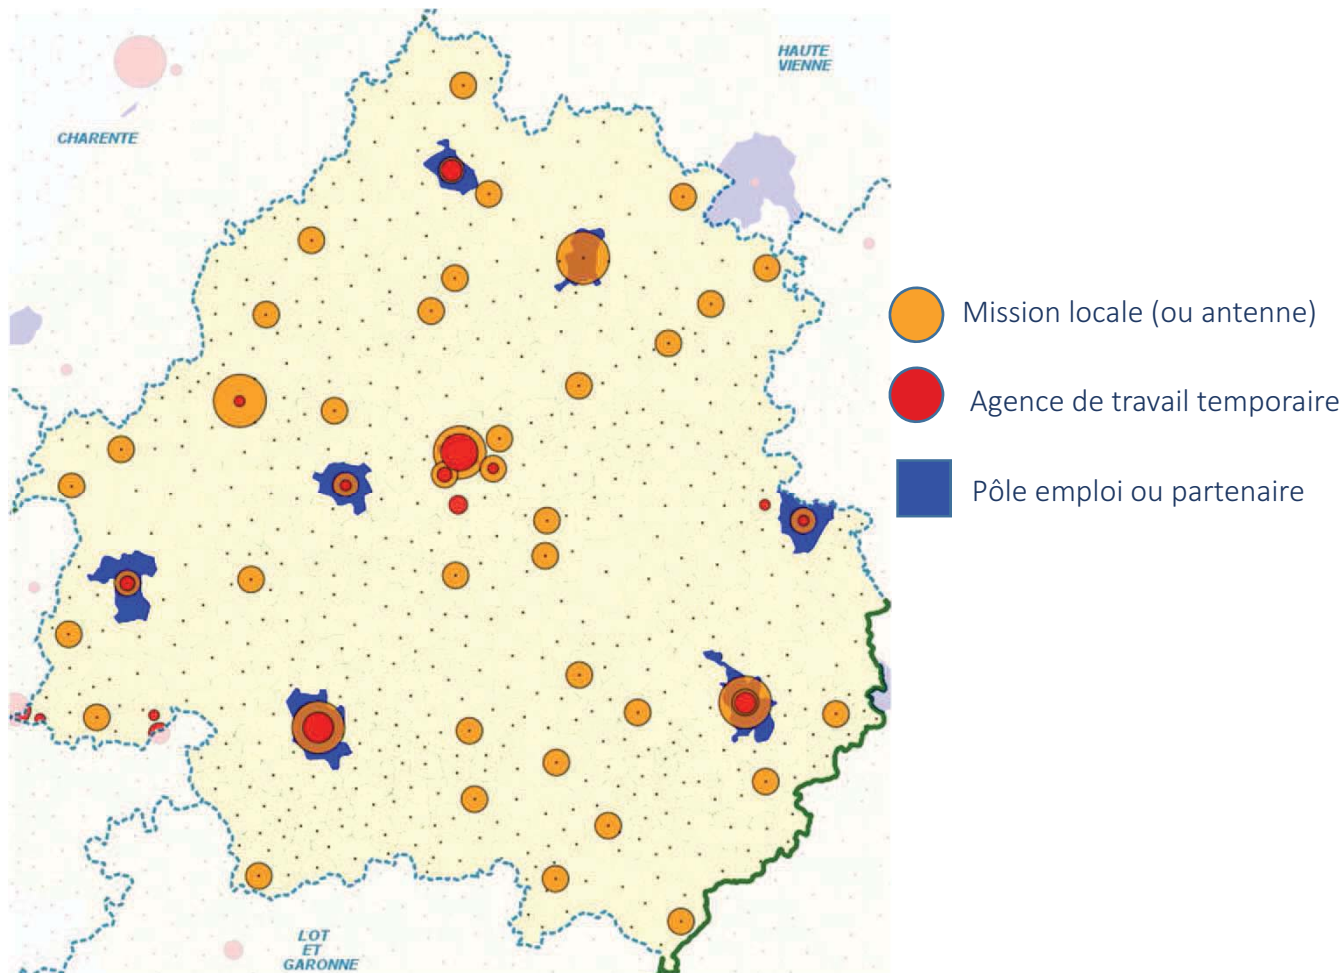 HAUTE
VIENNE
CHARENTE
Mission locale (ou antenne)
Agence de travail temporaire
Pôle emploi ou partenaire
LOT
ET
GARONNE